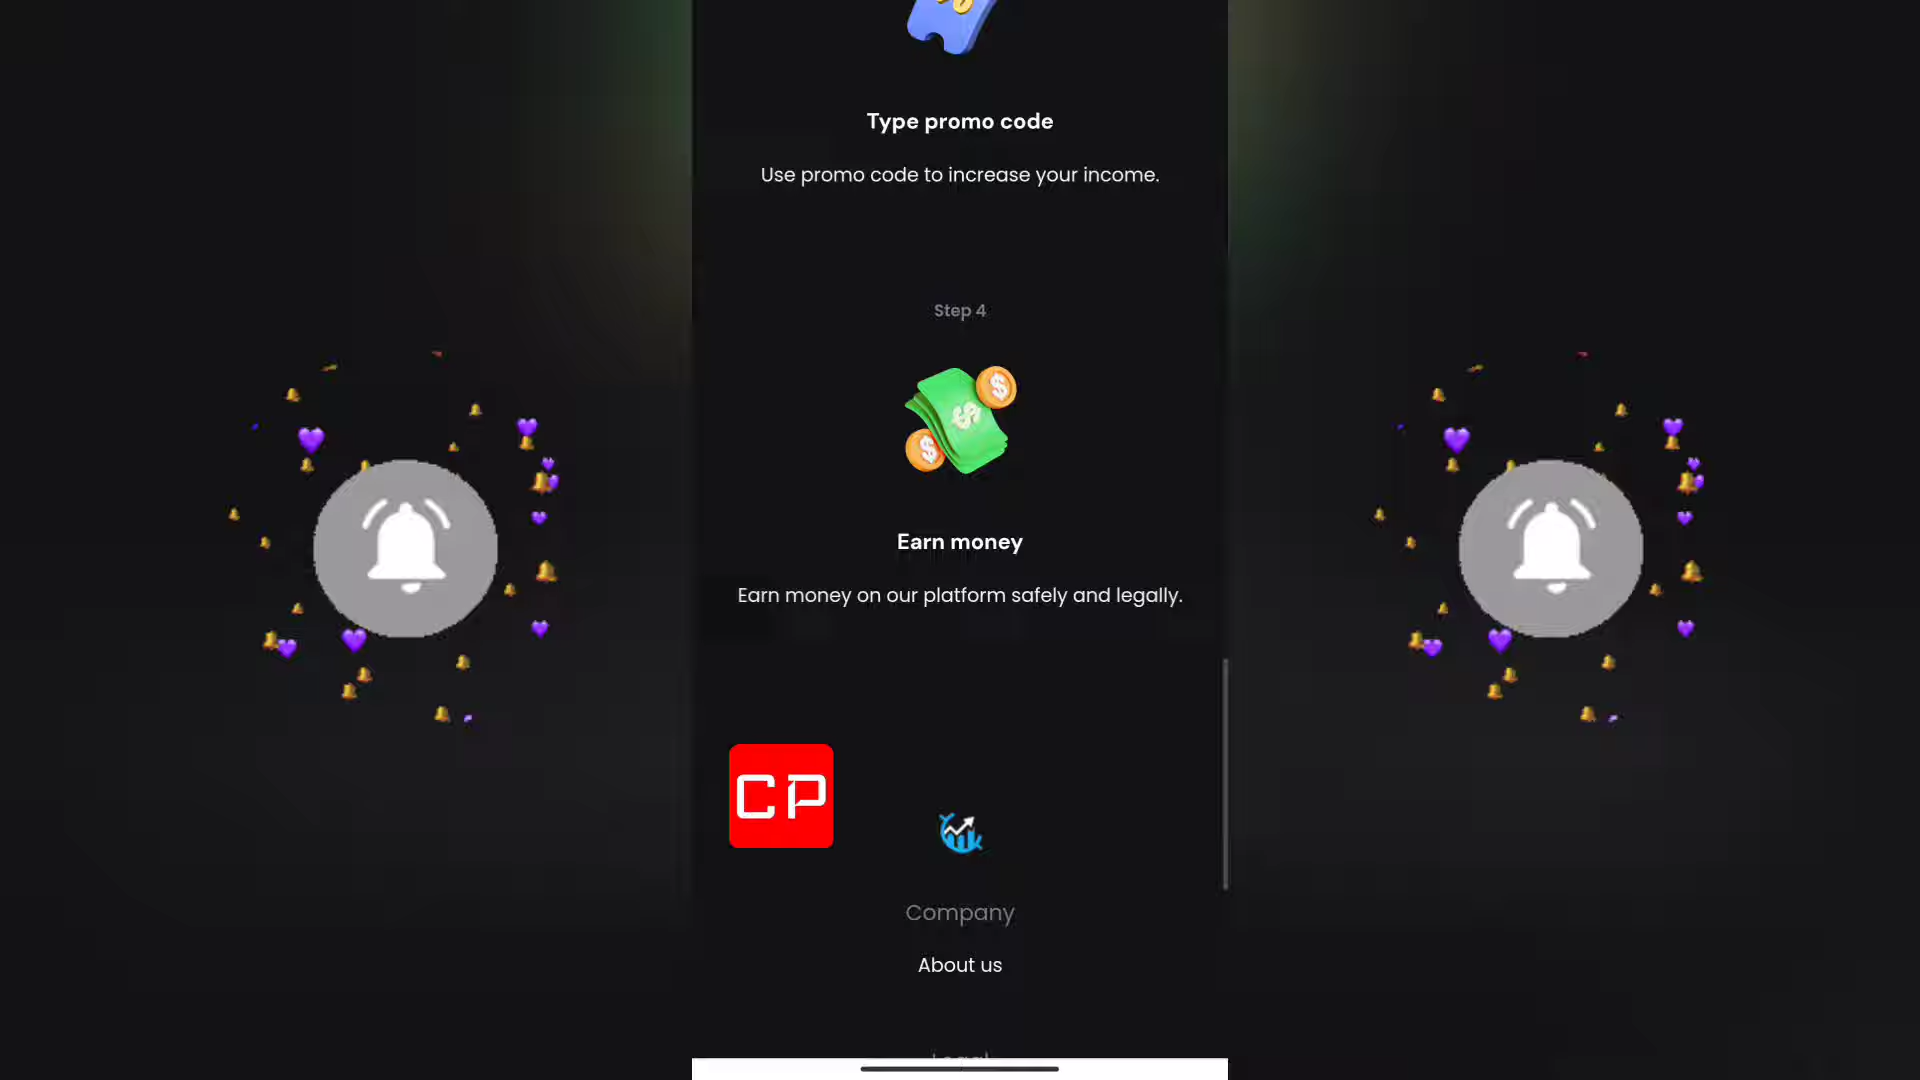 Type promo code
Use promo code to increase your income.
Step 4
Earn money
Earn money on our platform safely and legally.
CP
Company
About us
Legal